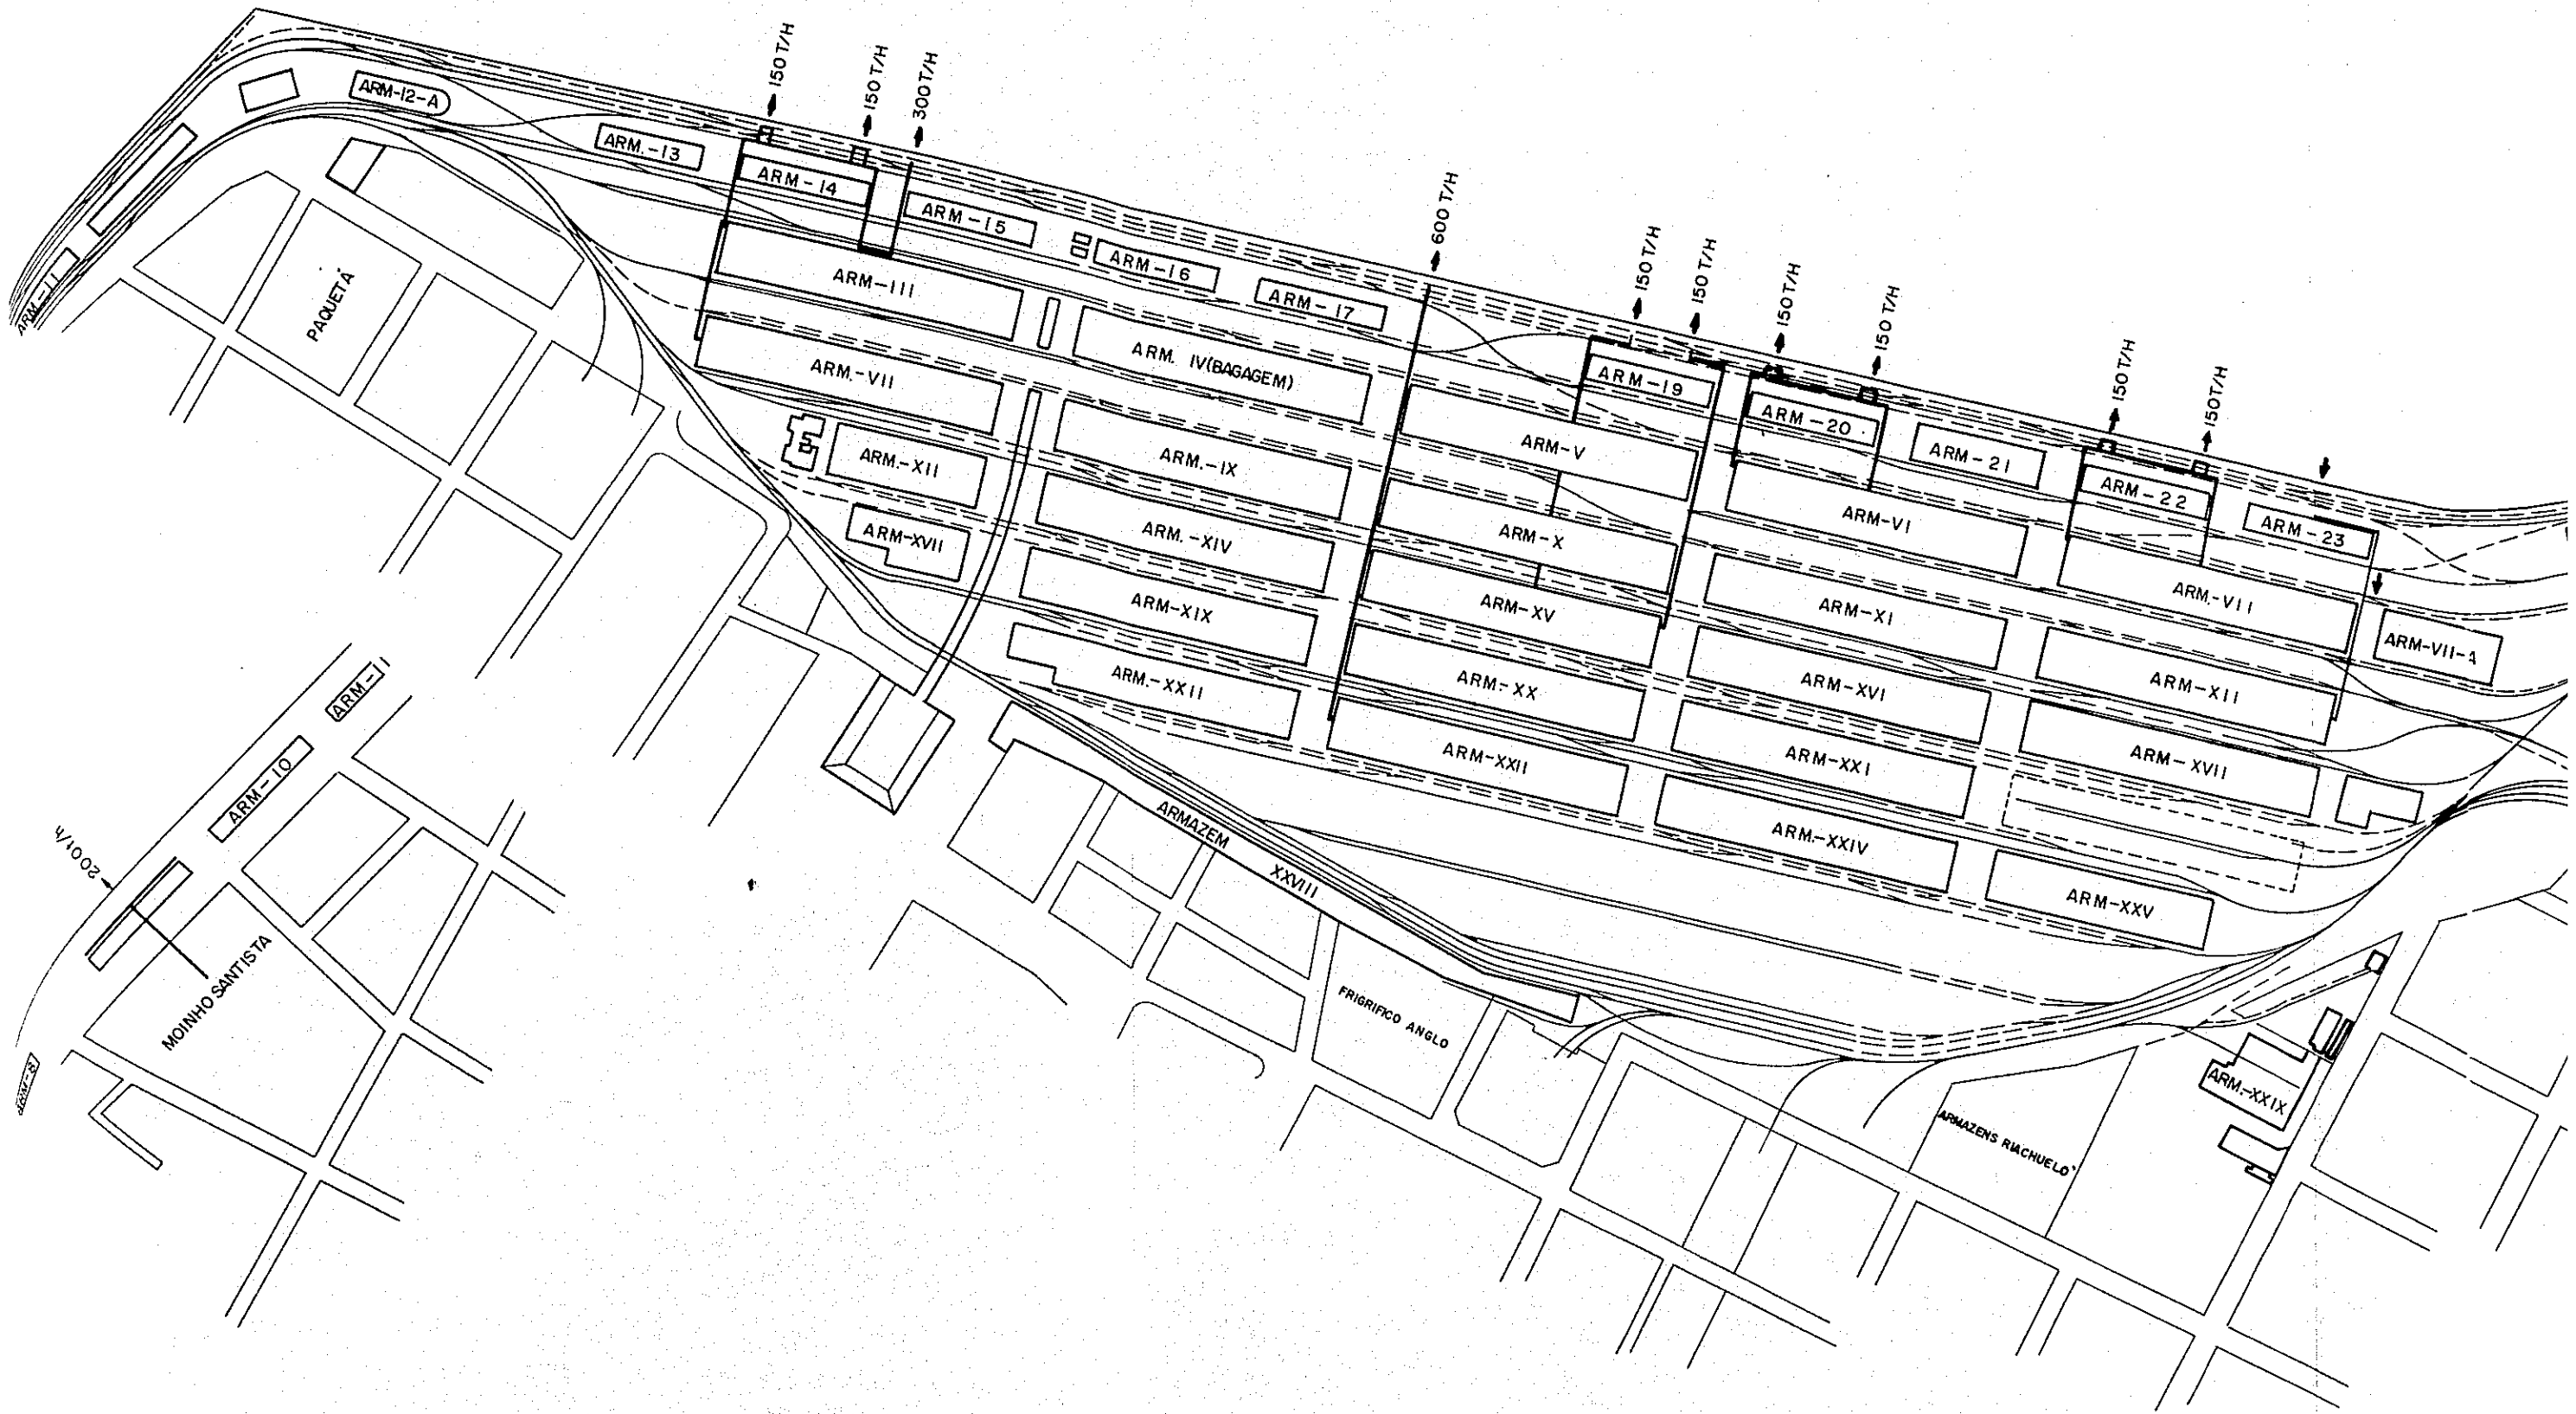 150 T/H
150 T/H
300 T/H
600 T/H
150 T/H
150 T/H
150 T/H
150 T/H
150 T/H
150 T/H
ARM-12-A
ARM.-13
ARM-14
ARM-15
ARM-16
ARM-17
ARM-19
ARM-20
ARM-21
ARM-22
ARM-23
ARM-11
PAQUETÁ
ARM-III
ARM. IV(BAGAGEM)
ARM-V
ARM-VI
ARM.-VII
ARM-VII-A
ARM.-VII
ARM.-IX
ARM-X
ARM-XI
ARM-XII
ARM.-XII
ARM.-XIV
ARM-XV
ARM-XVI
ARM-XVII
ARM-XVII
ARM-XIX
ARM-XX
ARM-XXI
ARM.-XXII
ARM-XXII
ARM.-XXIV
ARM-XXV
ARMAZEM XXVIII
ARM-11
ARM-10
200t/h
MOINHO SANTISTA
ARM-8
FRIGRIFICO ANGLO
ARMAZENS RIACHUELO
ARM.-XXIX